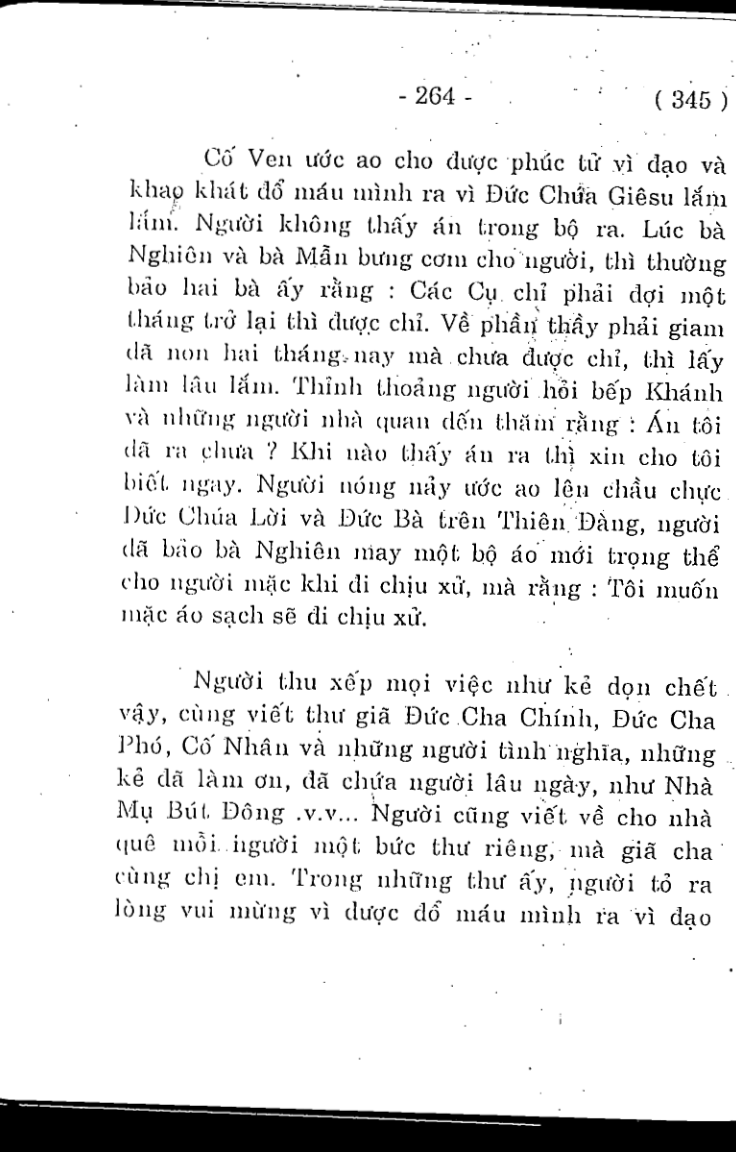 - 264 - ( 345 )
Cố Ven ước ao cho được phúc tử vì đạo và
khao khát đổ máu mình ra vì Đức Chúa Giêsu lắm
lắm. Người không thấy án trong bộ ra. Lúc bà
Nghiên và bà Mẫn bưng cơm cho người, thì thường
bảo hai bà ấy rằng : Các Cụ chỉ phải đợi một
tháng trở lại thì được chỉ. Về phần thầy phải giam
đã non hai tháng nay mà chưa được chỉ, thì lấy
làm lâu lắm. Thỉnh thoảng người hỏi bếp Khánh
và những người nhà quan đến thăm rằng : Án tôi
đã ra chưa ? Khi nào thấy án ra thì xin cho tôi
biết ngay. Người nóng nảy ước ao lên chầu chực
Đức Chúa Lời và Đức Bà trên Thiên Đàng, người
đã bảo bà Nghiên may một bộ áo mới trọng thể
cho người mặc khi đi chịu xử, mà rằng : Tôi muốn
mặc áo sạch sẽ đi chịu xử.
Người thu xếp mọi việc như kẻ dọn chết
vậy, cùng viết thư giã Đức Cha Chính, Đức Cha
Phó, Cố Nhân và những người tình nghĩa, những
kẻ đã làm ơn, đã chứa người lâu ngày, như Nhà
Mụ Bút Đông .v.v... Người cũng viết về cho nhà
quê mỗi người một bức thư riêng, mà giã cha
cùng chị em. Trong những thư ấy, người tỏ ra
lòng vui mừng vì được đổ máu mình ra vì đạo